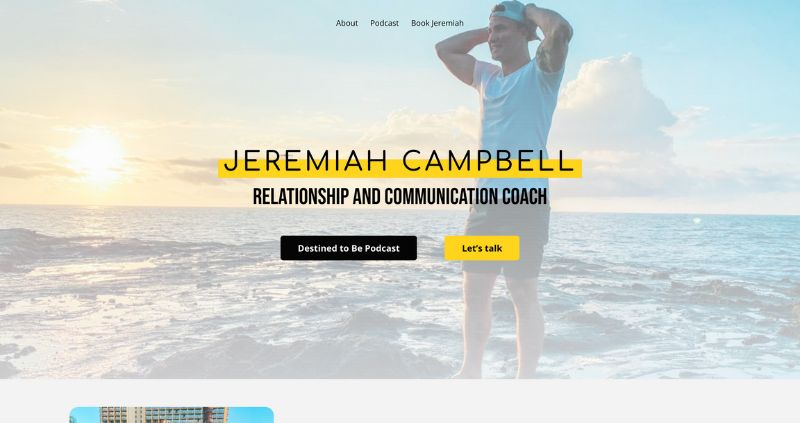 About Podcast Book Jeremiah
JEREMIAH CAMPBELL
RELATIONSHIP AND COMMUNICATION COACH
Destined to Be Podcast Let's talk